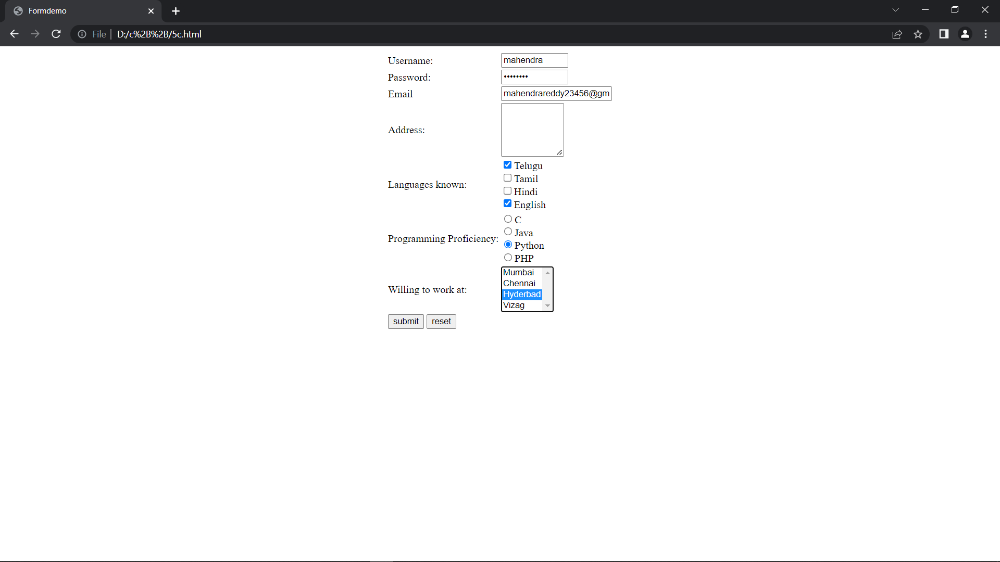 Formdemo
File | D:/c%2B%2B/5c.html
Username: mahendra
Password: ••••••••
Email mahendrareddy23456@gm
Address:
Languages known:
Telugu
Tamil
Hindi
English
Programming Proficiency:
C
Java
Python
PHP
Willing to work at:
Mumbai
Chennai
Hyderbad
Vizag
submit reset